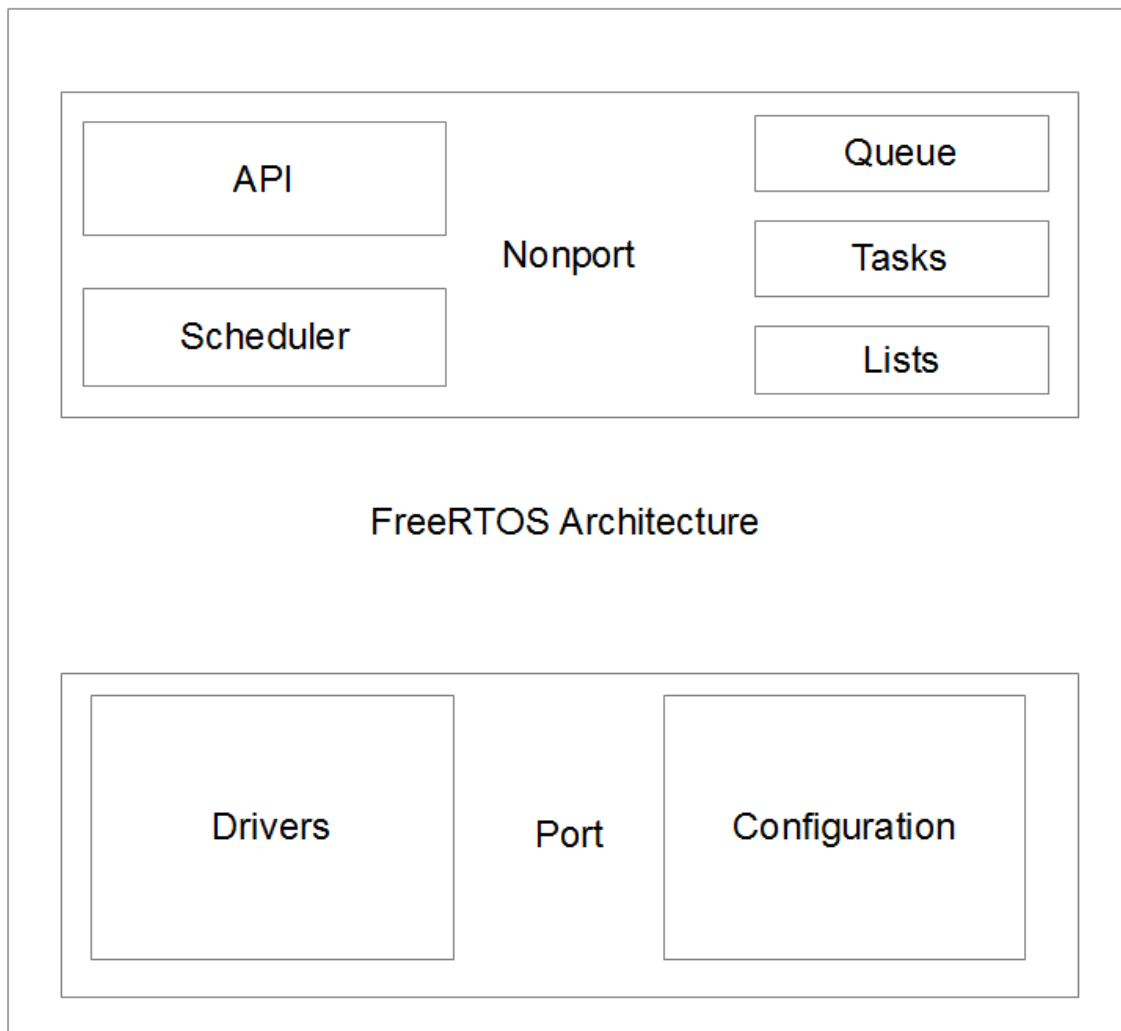 API
Scheduler
Nonport
Queue
Tasks
Lists
FreeRTOS Architecture
Drivers
Port
Configuration